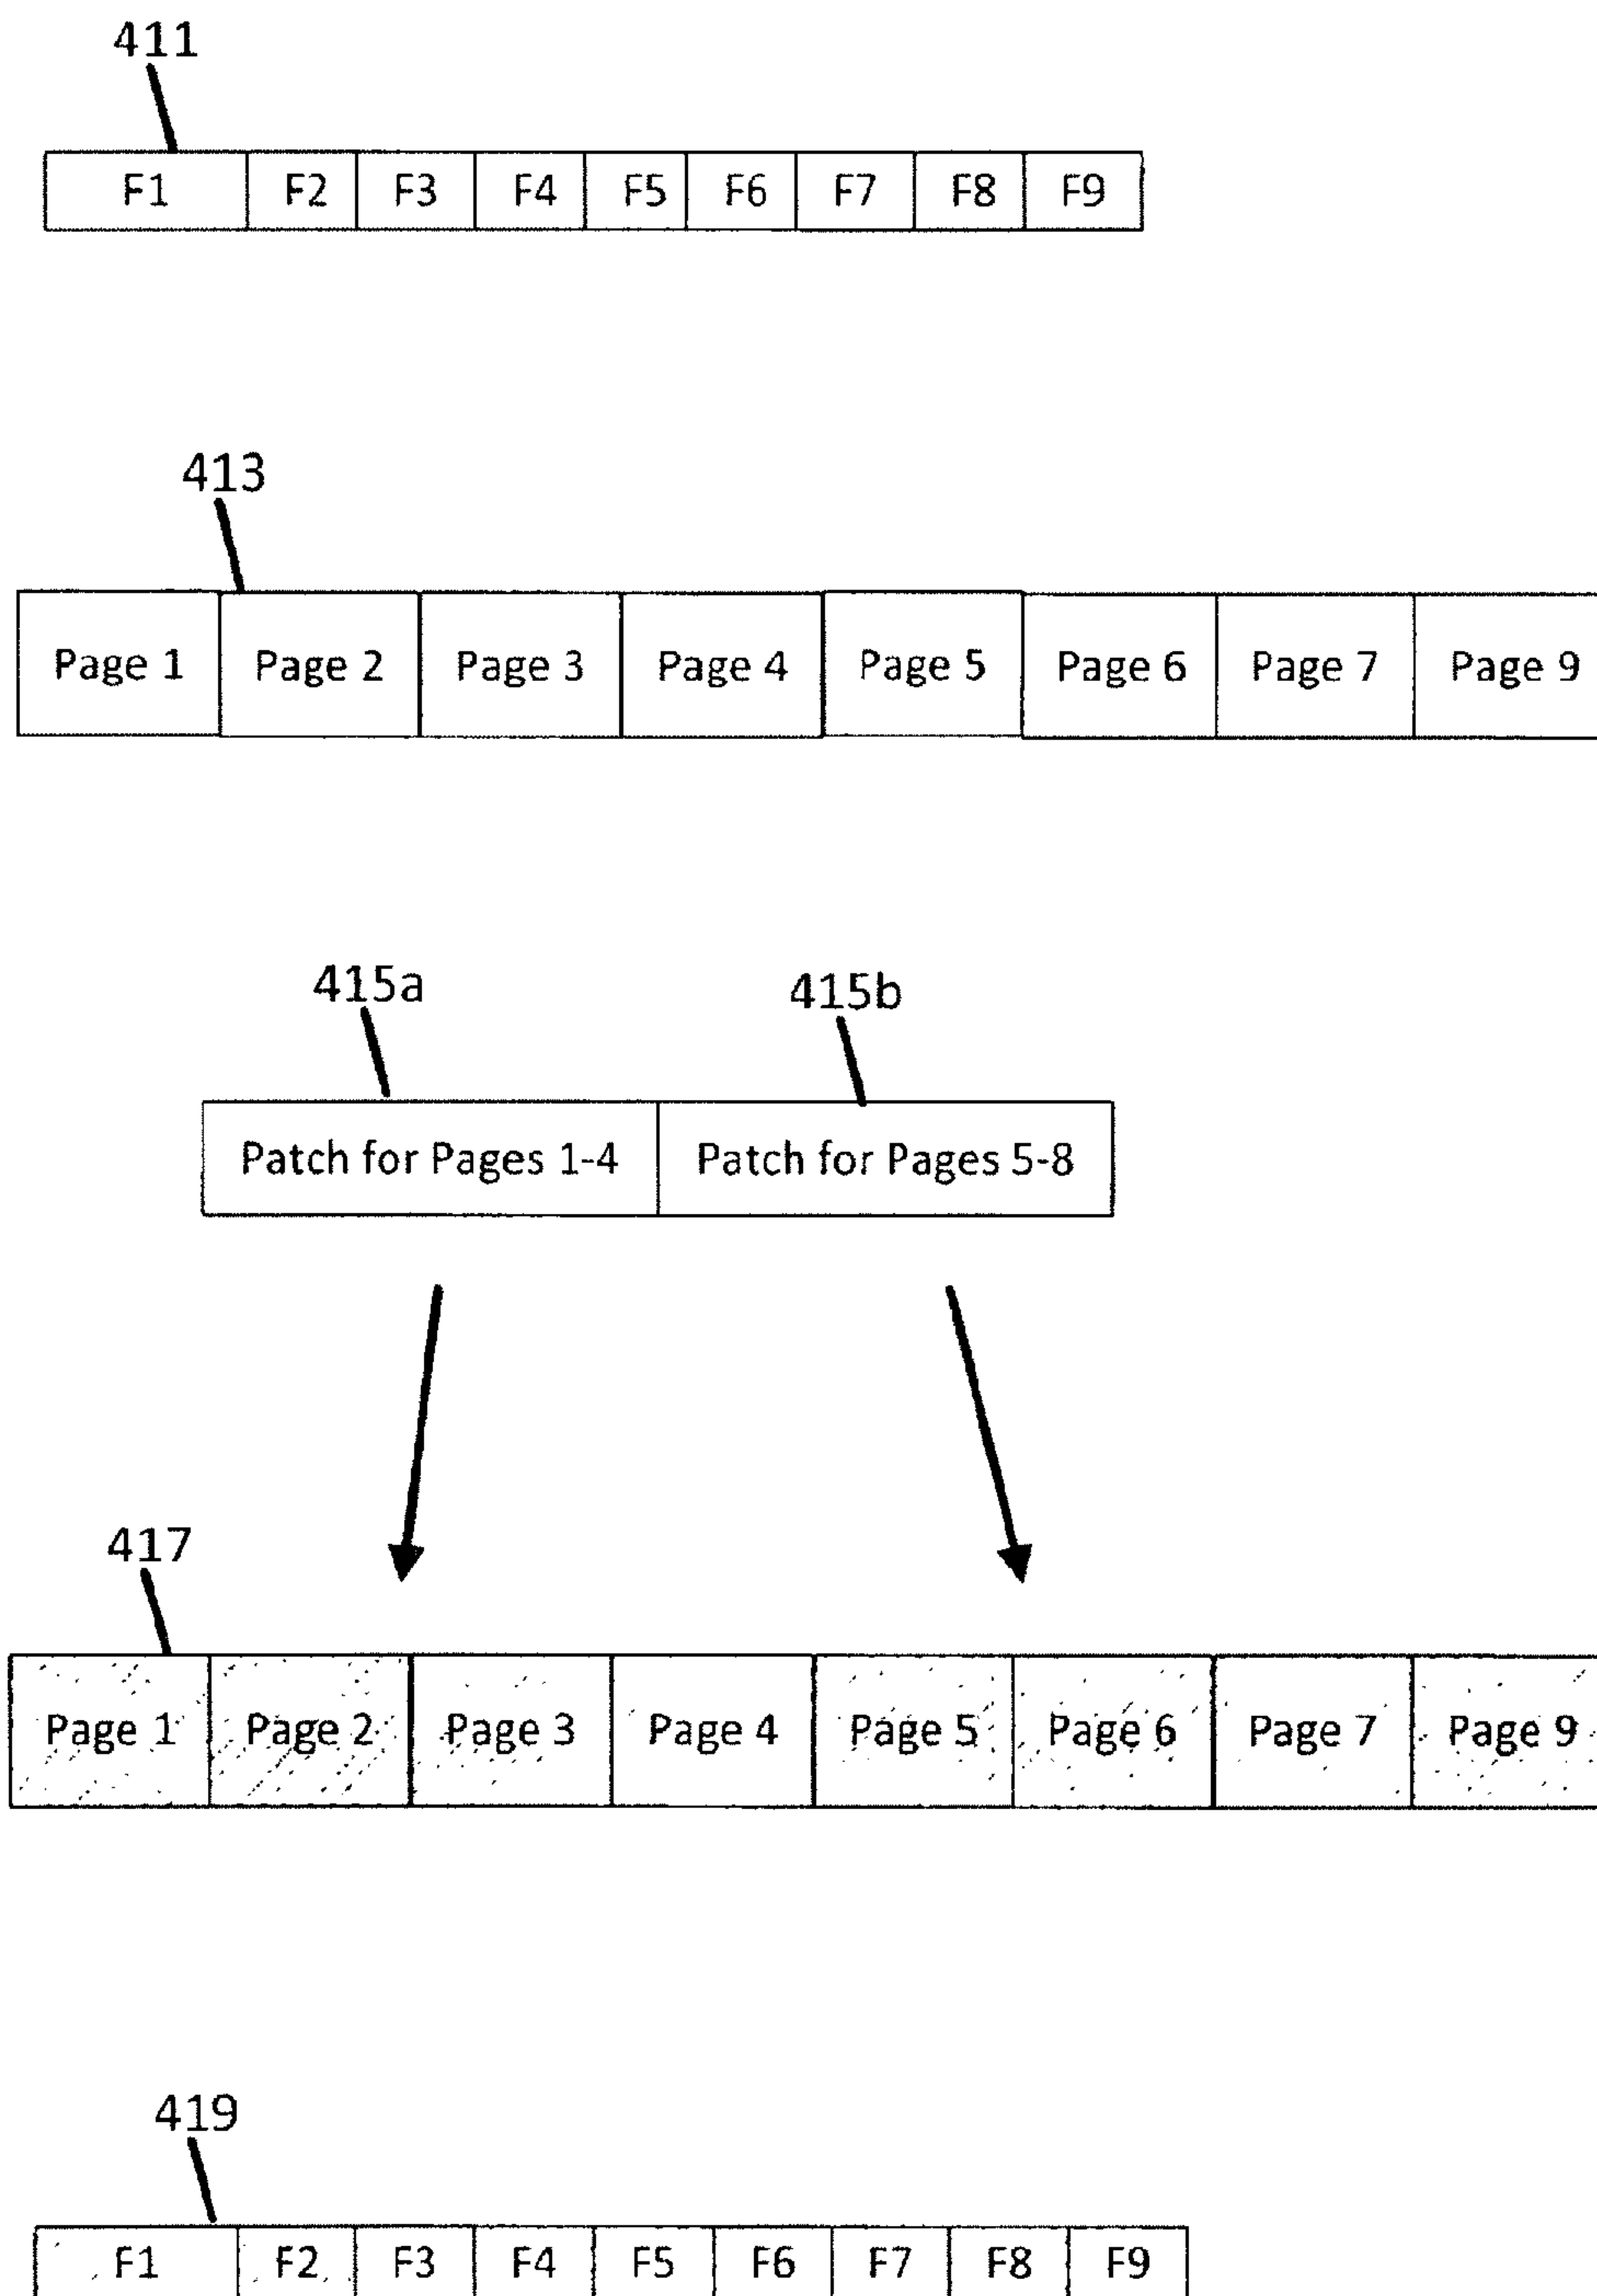 411
F1 F2 F3 F4 F5 F6 F7 F8 F9
413
Page 1 Page 2 Page 3 Page 4 Page 5 Page 6 Page 7 Page 9
415a 415b
Patch for Pages 1-4 Patch for Pages 5-8
417
Page 1 Page 2 Page 3 Page 4 Page 5 Page 6 Page 7 Page 9
419
F1 F2 F3 F4 F5 F6 F7 F8 F9